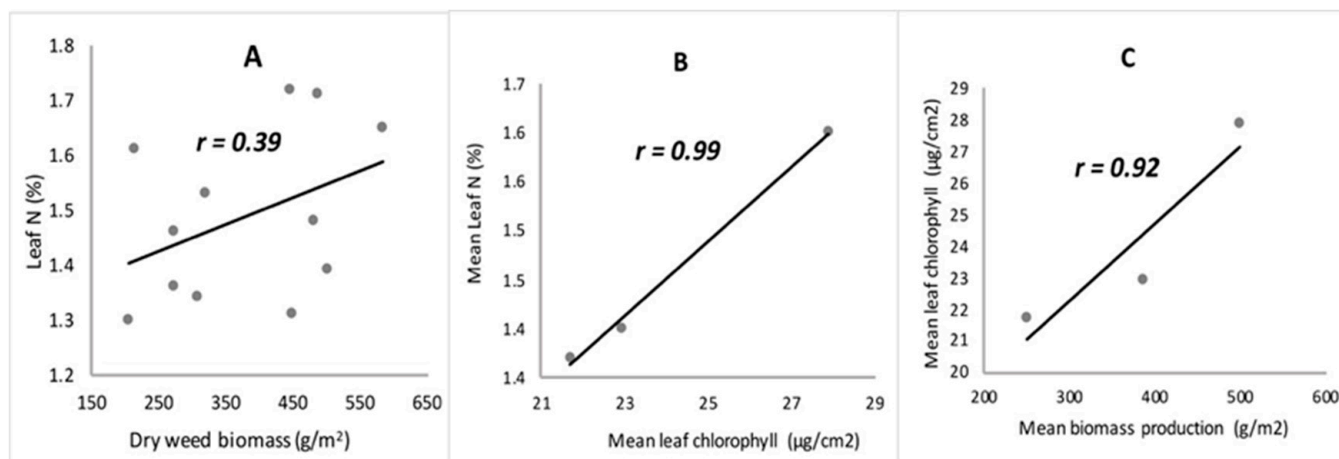 A
Leaf N (%)
1.8
1.7
1.6
1.5
1.4
1.3
1.2
r = 0.39
150 250 350 450 550 650
Dry weed biomass (g/m²)
B
Mean Leaf N (%)
1.7
1.6
1.6
1.5
1.5
1.4
1.4
r = 0.99
21 23 25 27 29
Mean leaf chlorophyll (µg/cm2)
C
Mean leaf chlorophyll (µg/cm2)
29
28
27
26
25
24
23
22
21
20
r = 0.92
200 300 400 500 600
Mean biomass production (g/m2)